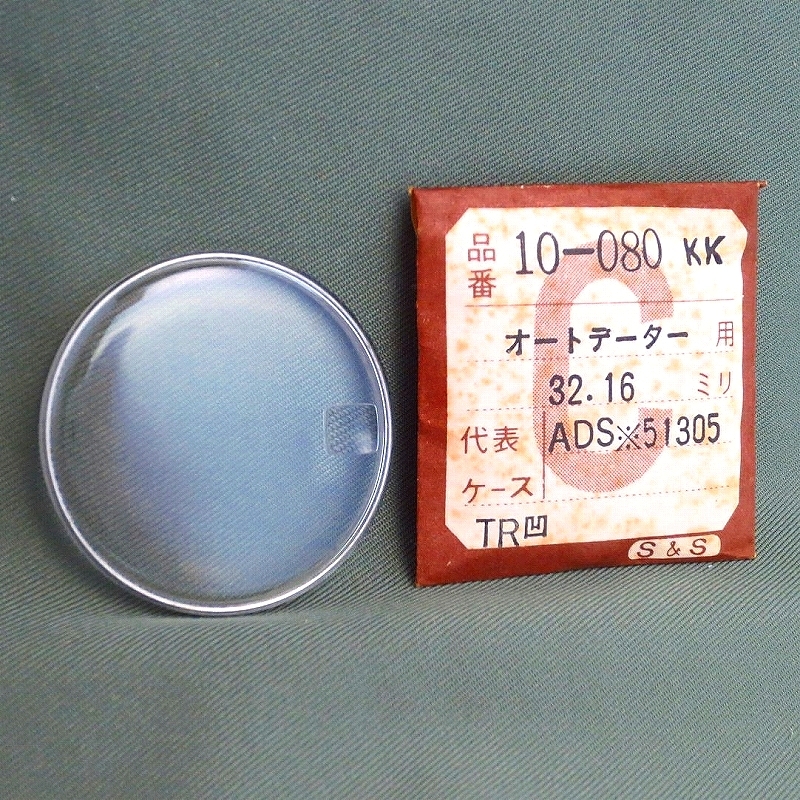 品番 10-080 KK
オートデーター 用
32.16 ミリ
代表ケース ADS※51305
TR凹
S & S
C